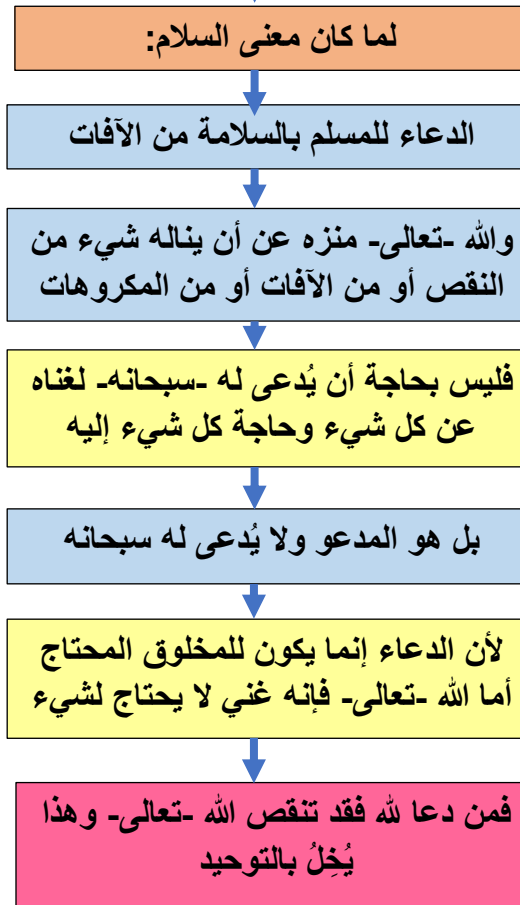 لما كان معنى السلام:
الدعاء للمسلم بالسلامة من الآفات
والله -تعالى- منزه عن أن يناله شيء من
النقص أو من الآفات أو من المكروهات
فليس بحاجة أن يُدعى له -سبحانه- لغناه
عن كل شيء وحاجة كل شيء إليه
بل هو المدعو ولا يُدعى له سبحانه
لأن الدعاء إنما يكون للمخلوق المحتاج
أما الله -تعالى- فإنه غني لا يحتاج لشيء
فمن دعا لله فقد تنقص الله -تعالى- وهذا
يُخِلُ بالتوحيد